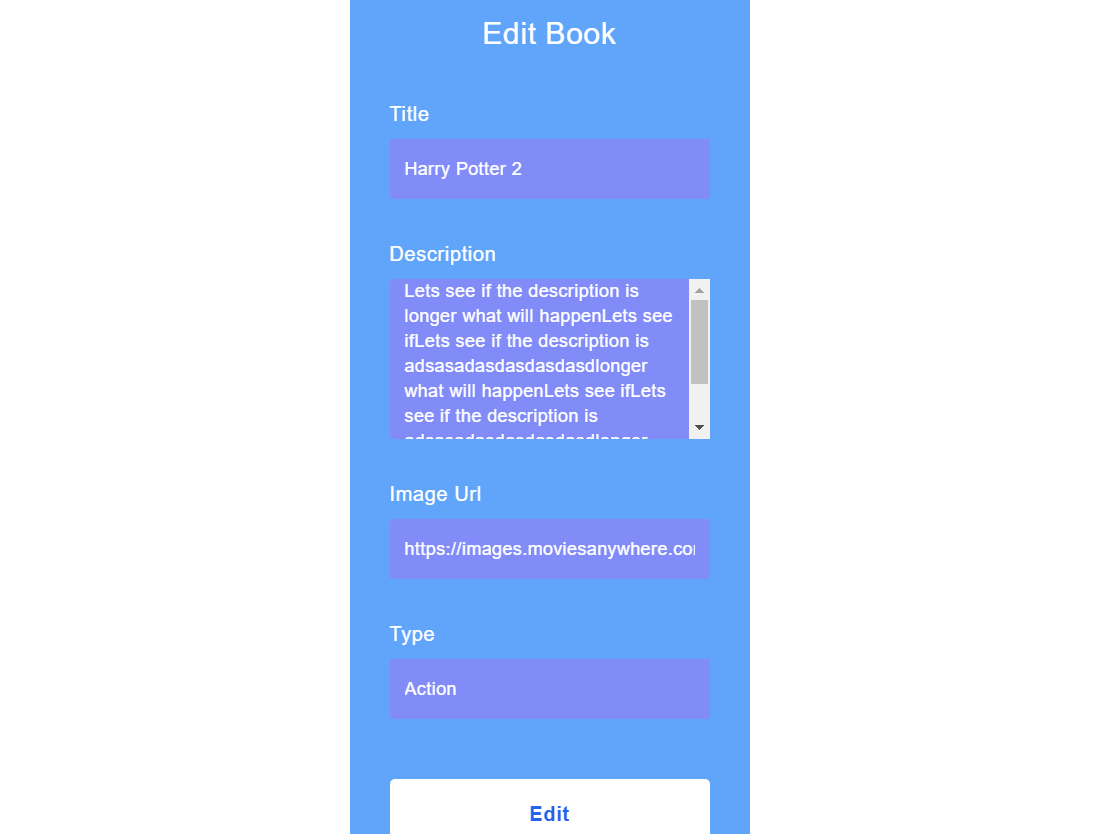 Edit Book
Title
Harry Potter 2
Description
Lets see if the description is
longer what will happenLets see
ifLets see if the description is
adsasadasdasdasdasdlonger
what will happenLets see ifLets
see if the description is
Image Url
https://images.moviesanywhere.co
Type
Action
Edit